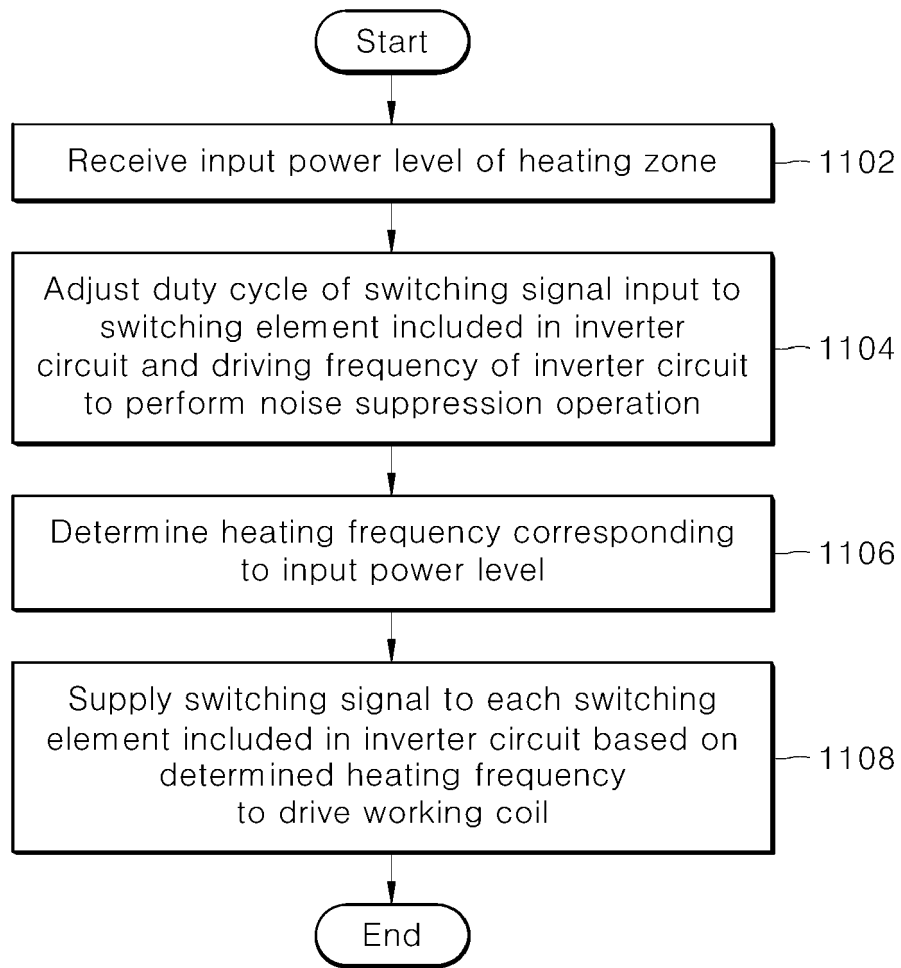 Start
Receive input power level of heating zone
1102
Adjust duty cycle of switching signal input to
switching element included in inverter
circuit and driving frequency of inverter circuit
to perform noise suppression operation
1104
Determine heating frequency corresponding
to input power level
1106
Supply switching signal to each switching
element included in inverter circuit based on
determined heating frequency
to drive working coil
1108
End